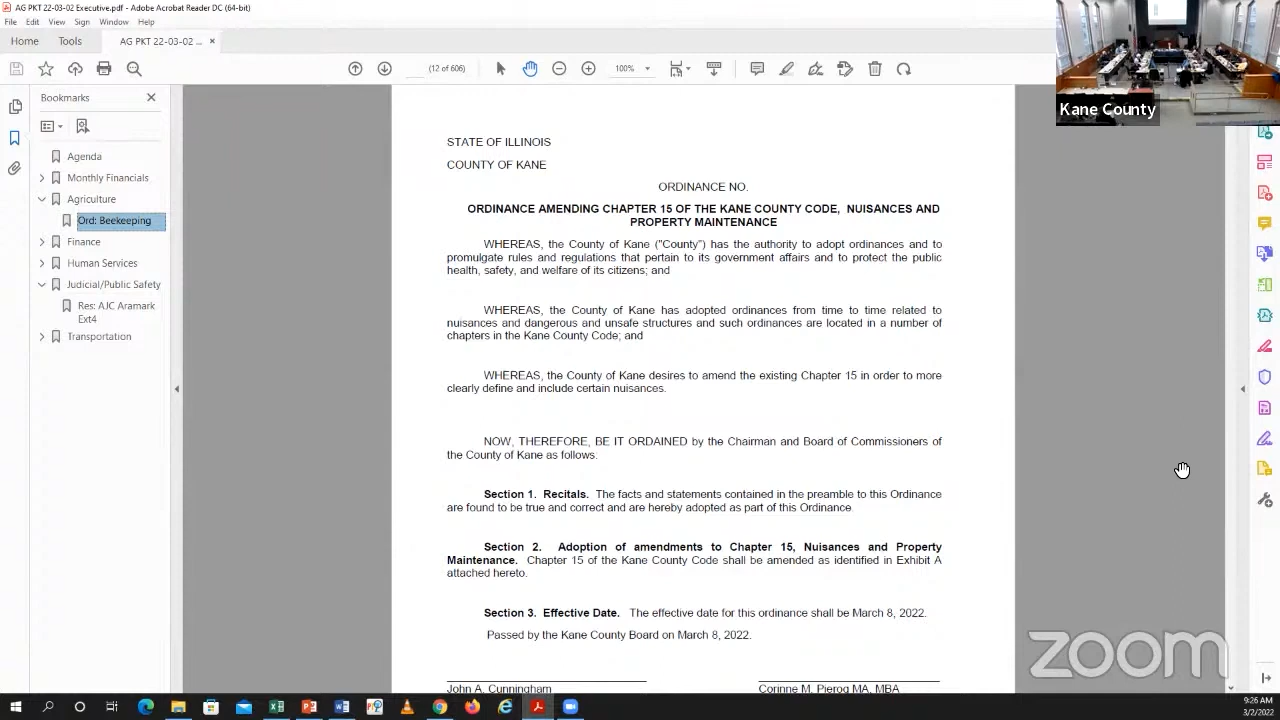 AG PKT 22-03-02 Executive.pdf - Adobe Acrobat Reader DC (64-bit)
File Edit View Sign Window Help
Home Tools AG PKT 22-03-02 ... ×
(12 of 606) 100%
Bookmarks
Agenda
Monthly Financials
Agriculture
Ord: Beekeeping
Finance
Human Services
Judicial/Public Safety
Res: AJC Aramark
Ext4
Transportation
Kane County
STATE OF ILLINOIS
COUNTY OF KANE
ORDINANCE NO.
ORDINANCE AMENDING CHAPTER 15 OF THE KANE COUNTY CODE, NUISANCES AND
PROPERTY MAINTENANCE
WHEREAS, the County of Kane ("County") has the authority to adopt ordinances and to
promulgate rules and regulations that pertain to its government affairs and to protect the public
health, safety, and welfare of its citizens; and
WHEREAS, the County of Kane has adopted ordinances from time to time related to
nuisances and dangerous and unsafe structures and such ordinances are located in a number of
chapters in the Kane County Code; and
WHEREAS, the County of Kane desires to amend the existing Chapter 15 in order to more
clearly define and include certain nuisances.
NOW, THEREFORE, BE IT ORDAINED by the Chairman and Board of Commissioners of
the County of Kane as follows:
Section 1. Recitals. The facts and statements contained in the preamble to this Ordinance
are found to be true and correct and are hereby adopted as part of this Ordinance.
Section 2. Adoption of amendments to Chapter 15, Nuisances and Property
Maintenance. Chapter 15 of the Kane County Code shall be amended as identified in Exhibit A
attached hereto.
Section 3. Effective Date. The effective date for this ordinance shall be March 8, 2022.
Passed by the Kane County Board on March 8, 2022.
John A. Cunningham Corinne M. Pierog MA, MBA
zoom
9:26 AM
3/2/2022